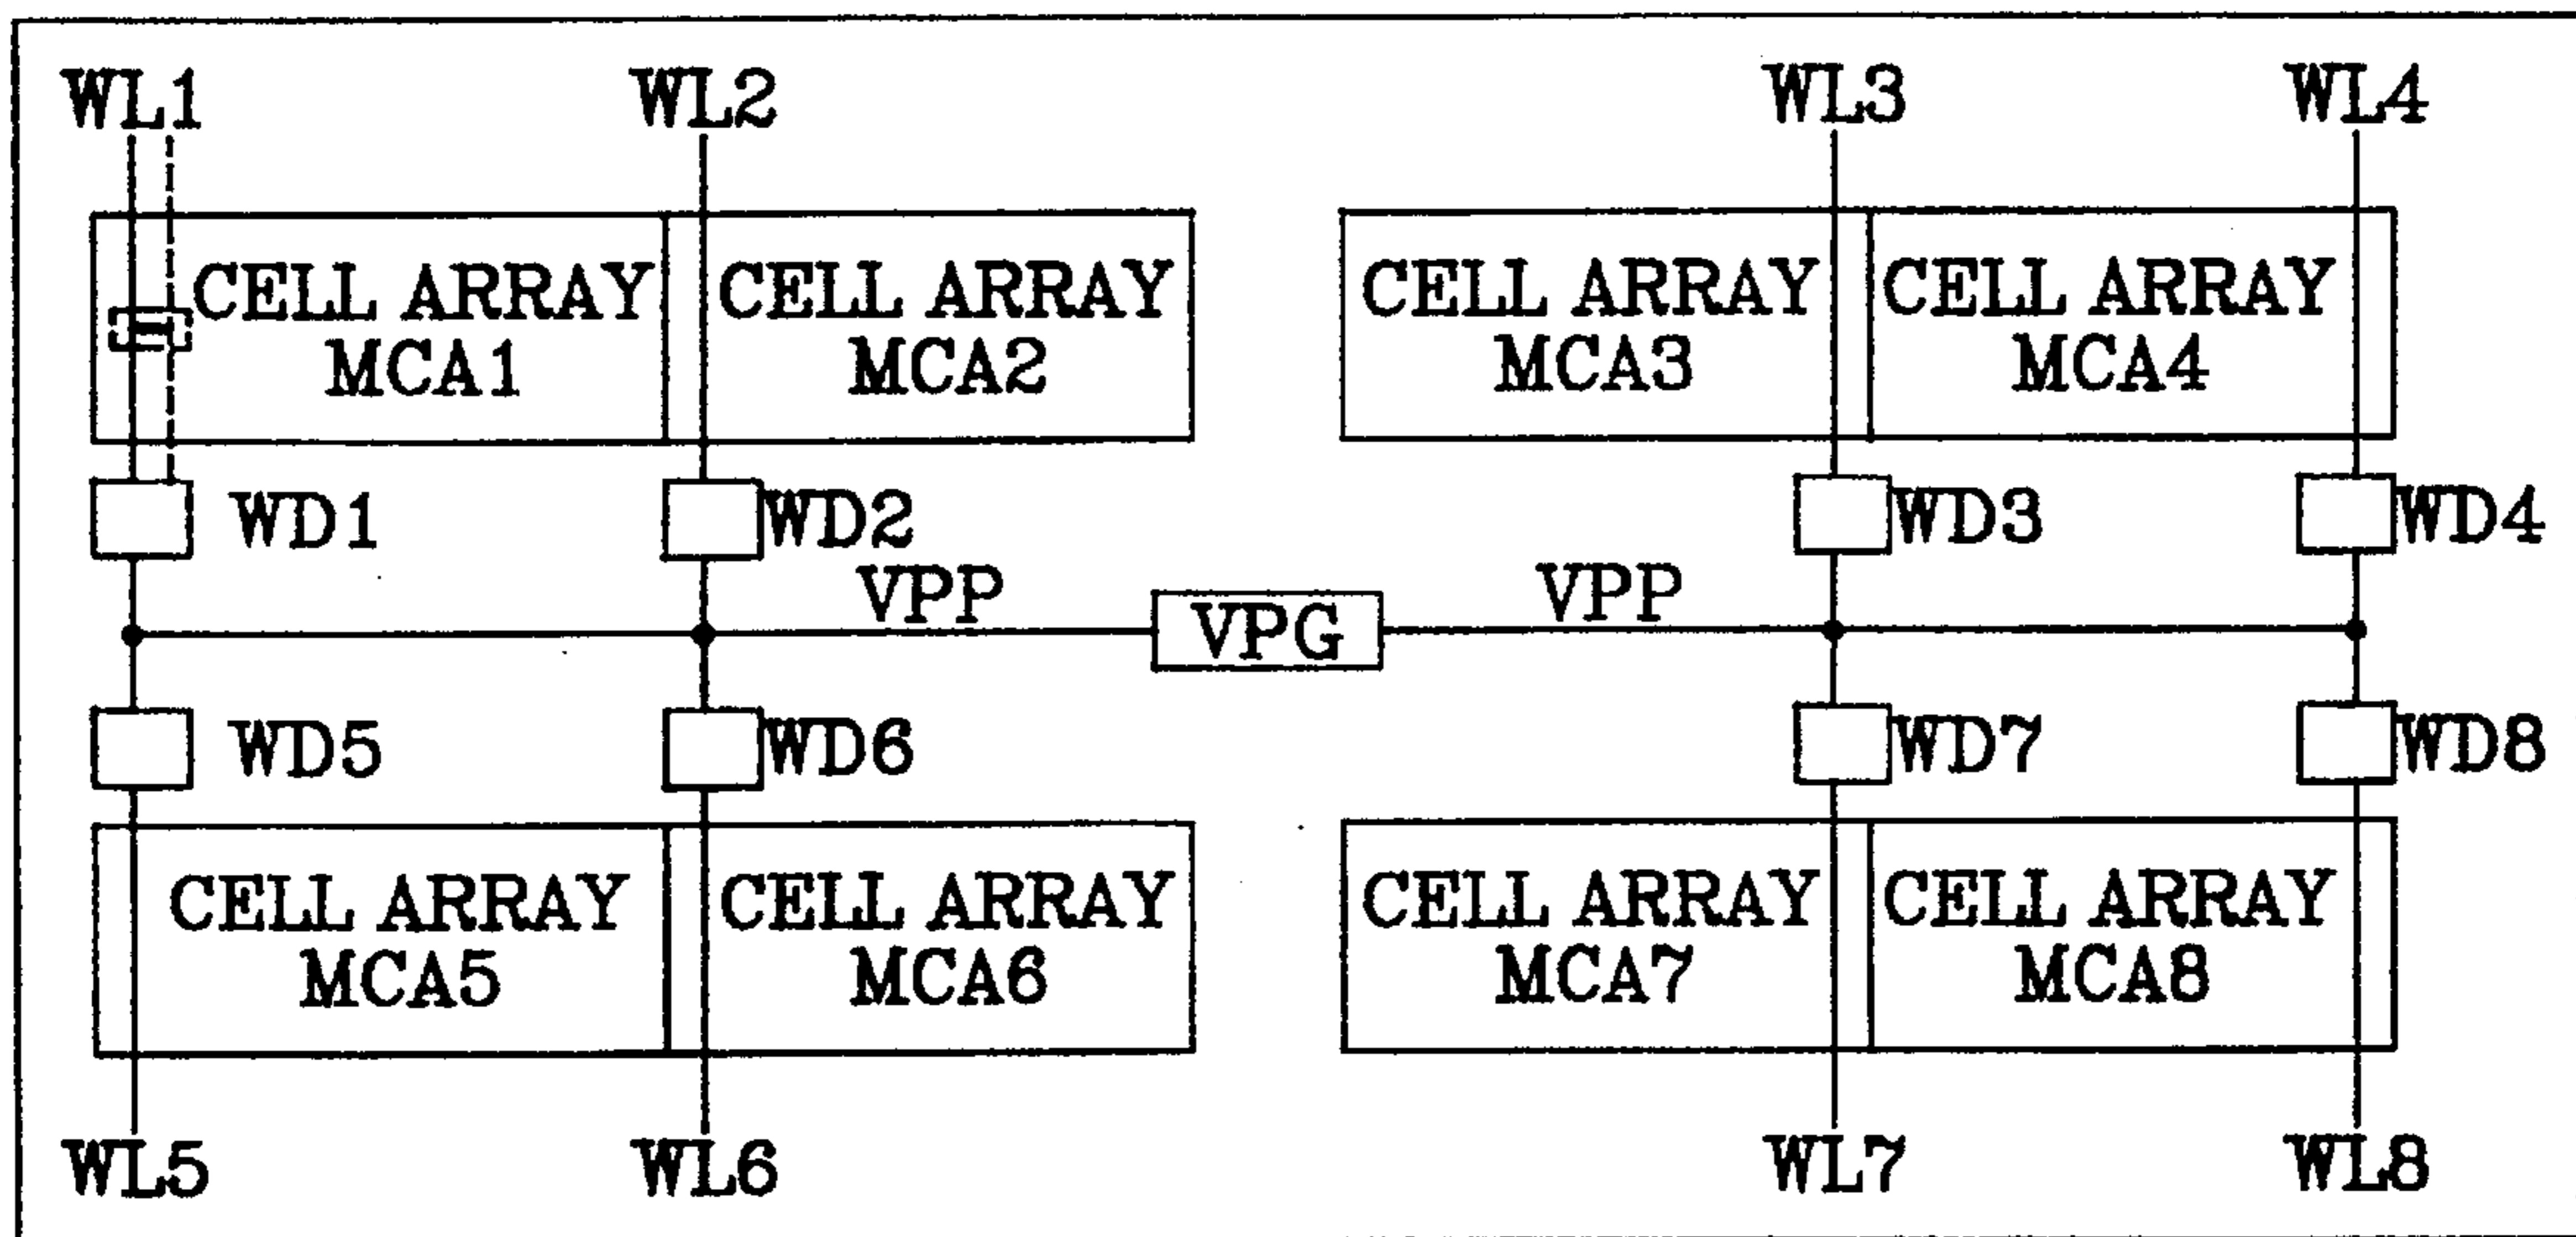 WL1 WL2 WL3 WL4
CELL ARRAY CELL ARRAY CELL ARRAY CELL ARRAY
MCA1 MCA2 MCA3 MCA4
WD1 WD2 WD3 WD4
VPP VPG VPP
WD5 WD6 WD7 WD8
CELL ARRAY CELL ARRAY CELL ARRAY CELL ARRAY
MCA5 MCA6 MCA7 MCA8
WL5 WL6 WL7 WL8